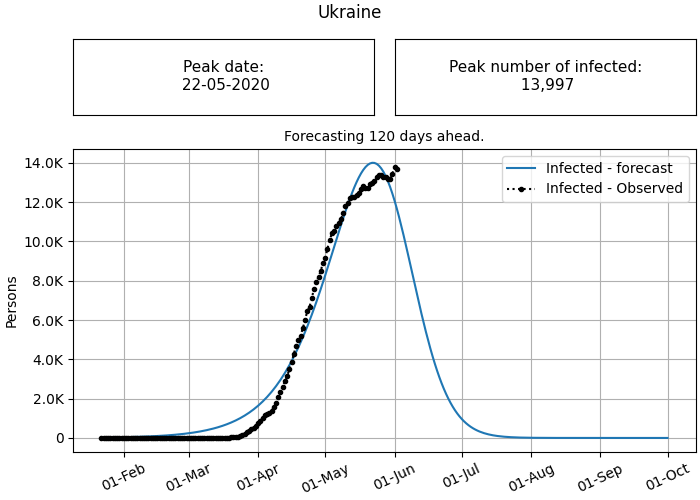 Ukraine
Peak date:
22-05-2020
Peak number of infected:
13,997
Forecasting 120 days ahead.
Infected - forecast
Infected - Observed
Persons
14.0K
12.0K
10.0K
8.0K
6.0K
4.0K
2.0K
0
01-Feb
01-Mar
01-Apr
01-May
01-Jun
01-Jul
01-Aug
01-Sep
01-Oct